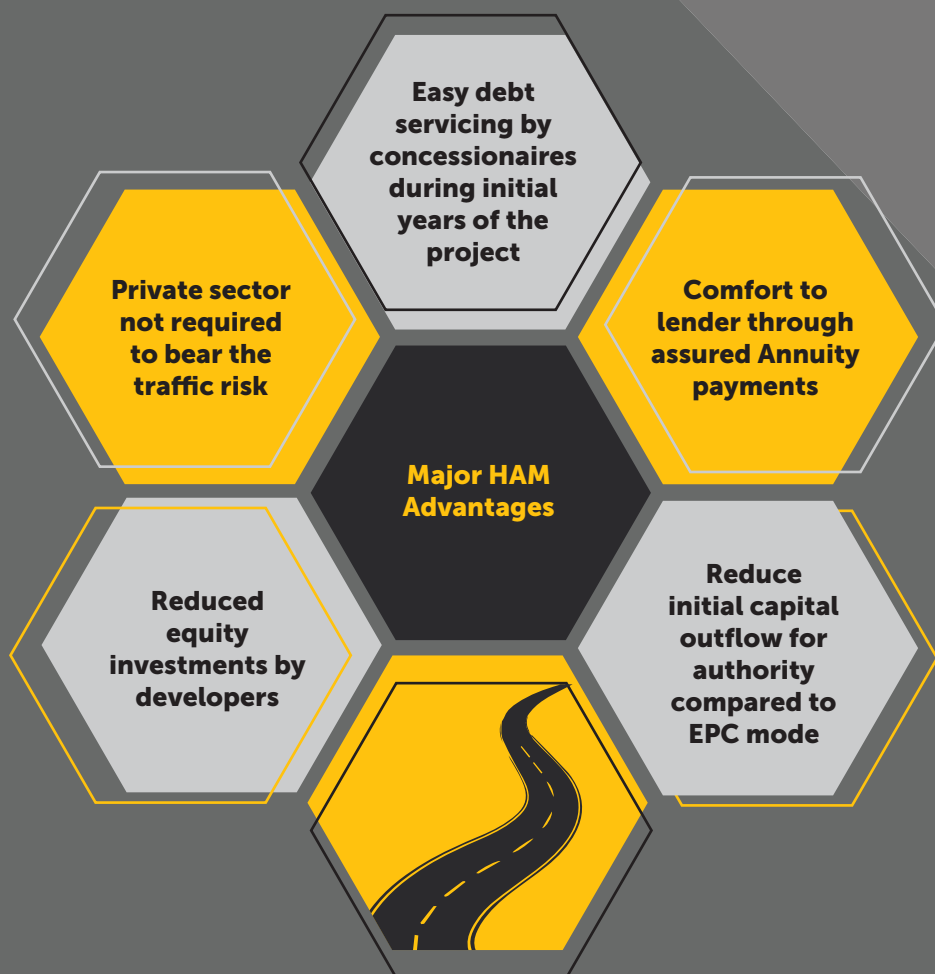 Easy debt
servicing by
concessionaires
during initial
years of the
project
Private sector
not required
to bear the
traffic risk
Comfort to
lender through
assured Annuity
payments
Major HAM
Advantages
Reduced
equity
investments by
developers
Reduce
initial capital
outflow for
authority
compared to
EPC mode